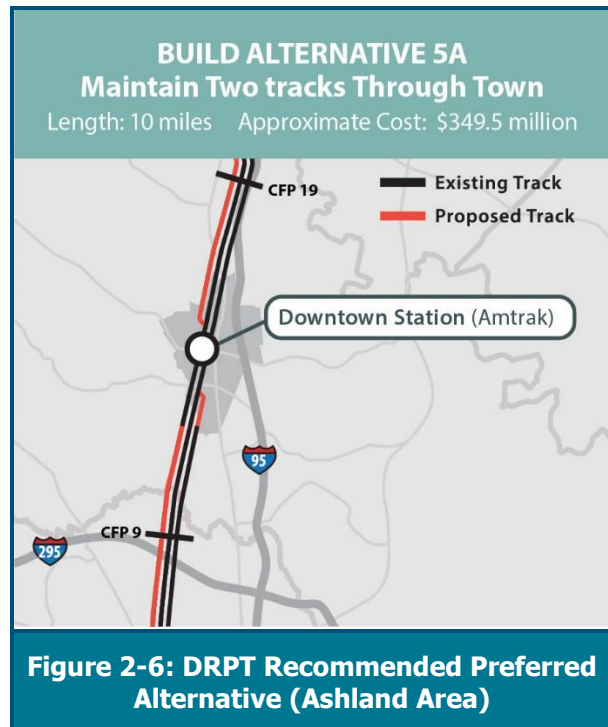 BUILD ALTERNATIVE 5A
Maintain Two tracks Through Town
Length: 10 miles Approximate Cost: $349.5 million
Existing Track
CFP 19
Proposed Track
Downtown Station (Amtrak)
95
CFP 9
295
Figure 2-6: DRPT Recommended Preferred
Alternative (Ashland Area)